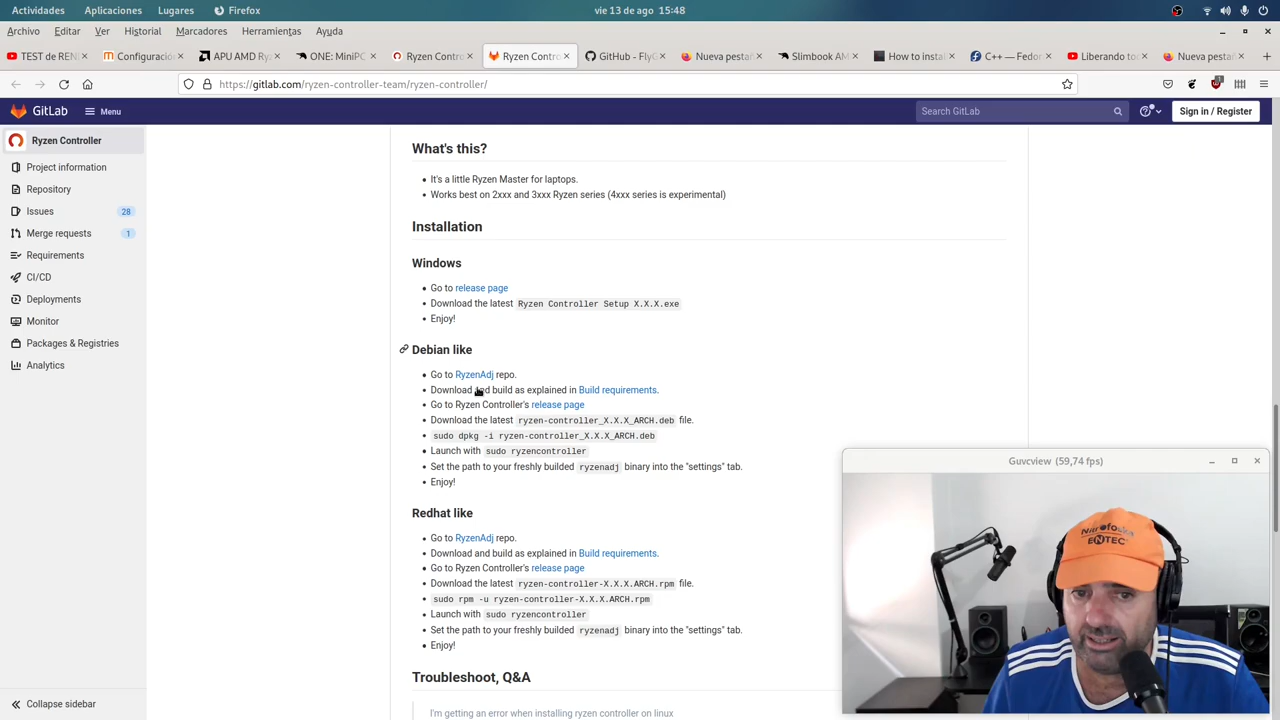 Actividades Aplicaciones Lugares Firefox vie 13 de ago 15:48
Archivo Editar Ver Historial Marcadores Herramientas Ayuda
TEST de REN Configuració APU AMD Ry ONE: MiniPC Ryzen Contr Ryzen Contro GitHub - FlyG Nueva pestañ Slimbook AM How to instal C++ — Fedor Liberando to Nueva pestañ
https://gitlab.com/ryzen-controller-team/ryzen-controller/
GitLab Menu Search GitLab Sign in / Register
Ryzen Controller
Project information
Repository
Issues 28
Merge requests 1
Requirements
CI/CD
Deployments
Monitor
Packages & Registries
Analytics
Collapse sidebar
What's this?
It's a little Ryzen Master for laptops.
Works best on 2xxx and 3xxx Ryzen series (4xxx series is experimental)
Installation
Windows
Go to release page
Download the latest Ryzen Controller Setup X.X.X.exe
Enjoy!
Debian like
Go to RyzenAdj repo.
Download and build as explained in Build requirements.
Go to Ryzen Controller's release page
Download the latest ryzen-controller_X.X.X_ARCH.deb file.
sudo dpkg -i ryzen-controller_X.X.X_ARCH.deb
Launch with sudo ryzencontroller
Set the path to your freshly builded ryzenadj binary into the "settings" tab.
Enjoy!
Redhat like
Go to RyzenAdj repo.
Download and build as explained in Build requirements.
Go to Ryzen Controller's release page
Download the latest ryzen-controller-X.X.X.ARCH.rpm file.
sudo rpm -u ryzen-controller-X.X.X.ARCH.rpm
Launch with sudo ryzencontroller
Set the path to your freshly builded ryzenadj binary into the "settings" tab.
Enjoy!
Troubleshoot, Q&A
I'm getting an error when installing ryzen controller on linux
Guvcview (59,74 fps)
Nitrofoska
ENTEC